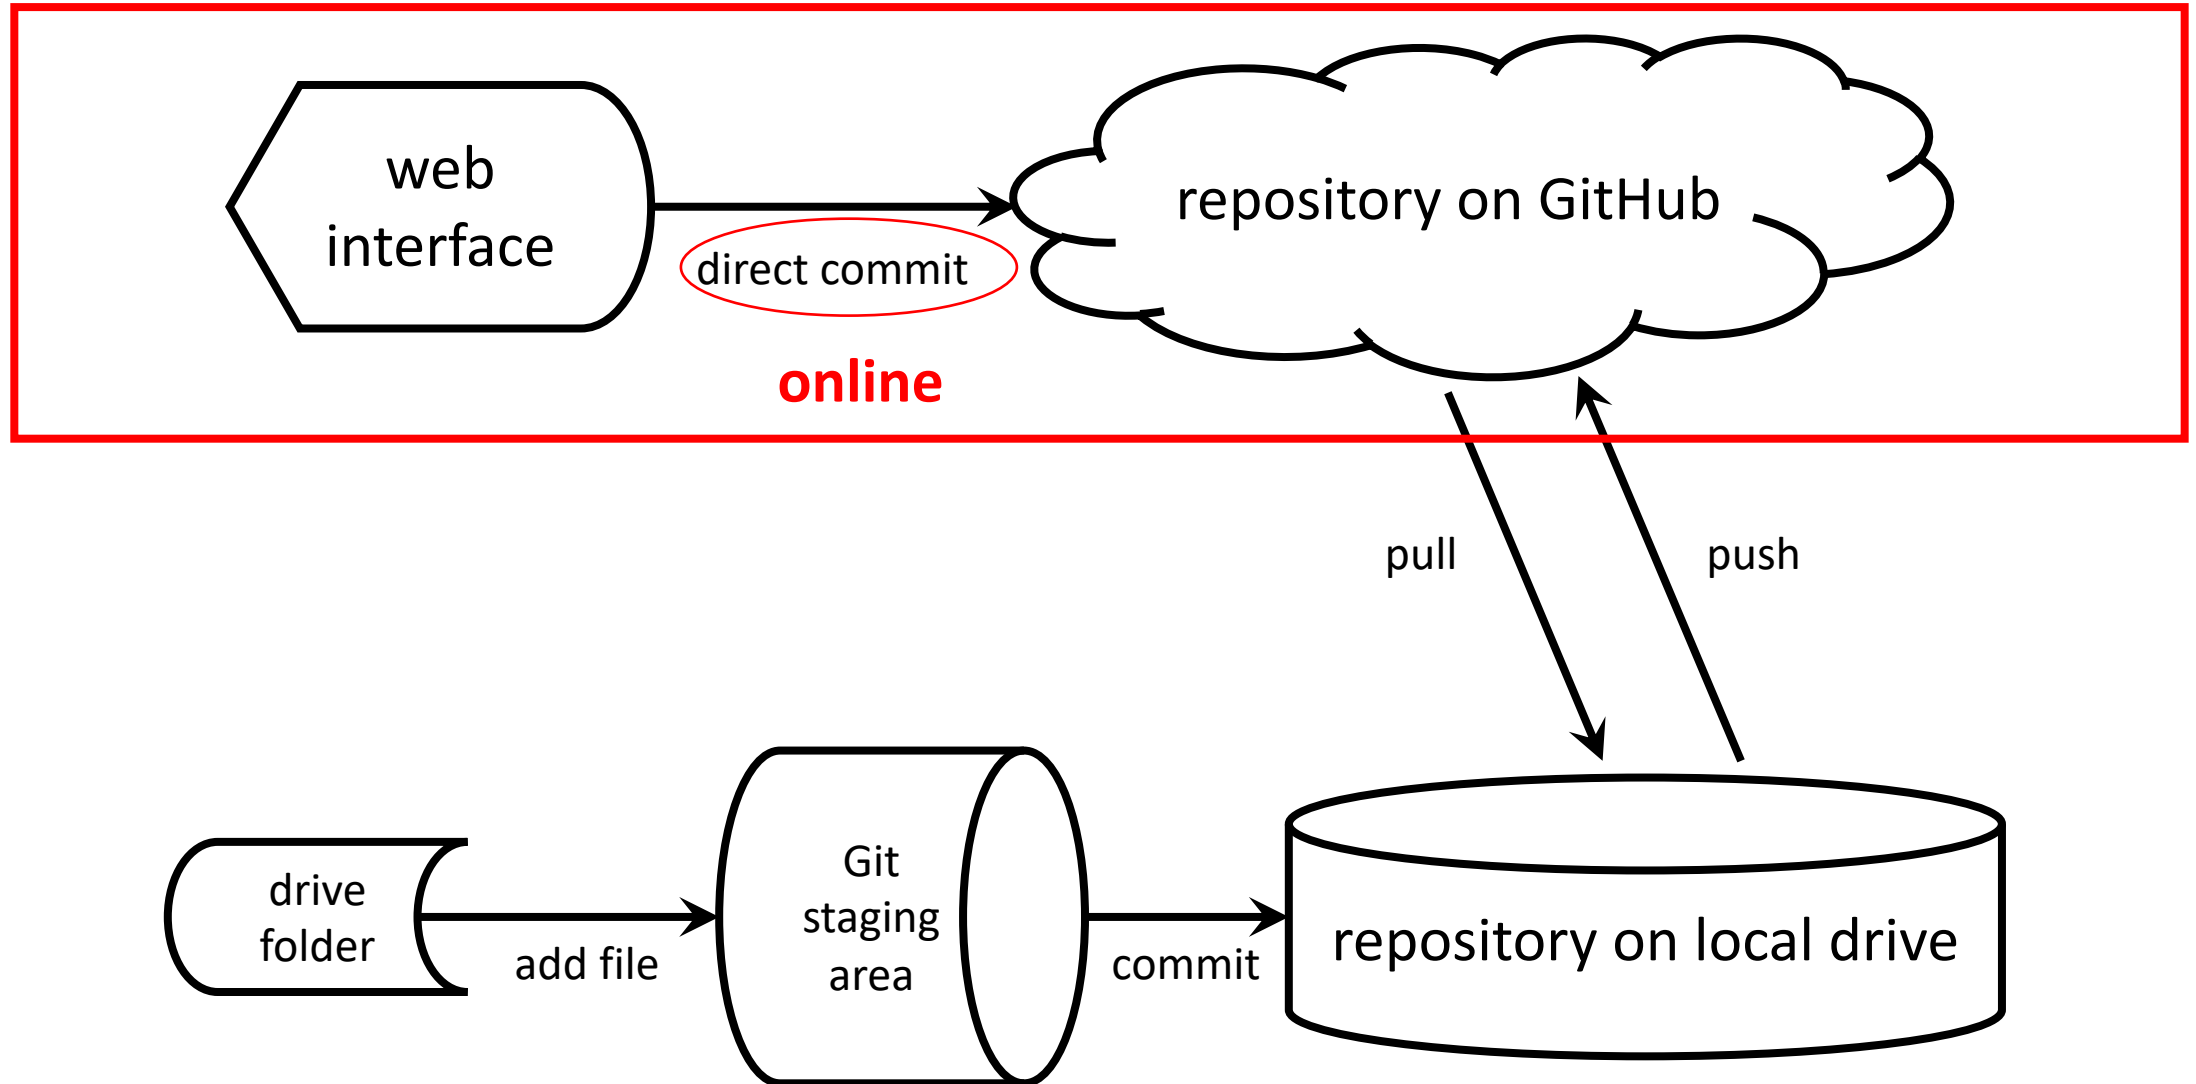 web
interface
repository on GitHub
direct commit
online
pull
push
drive
folder
add file
Git
staging
area
commit
repository on local drive